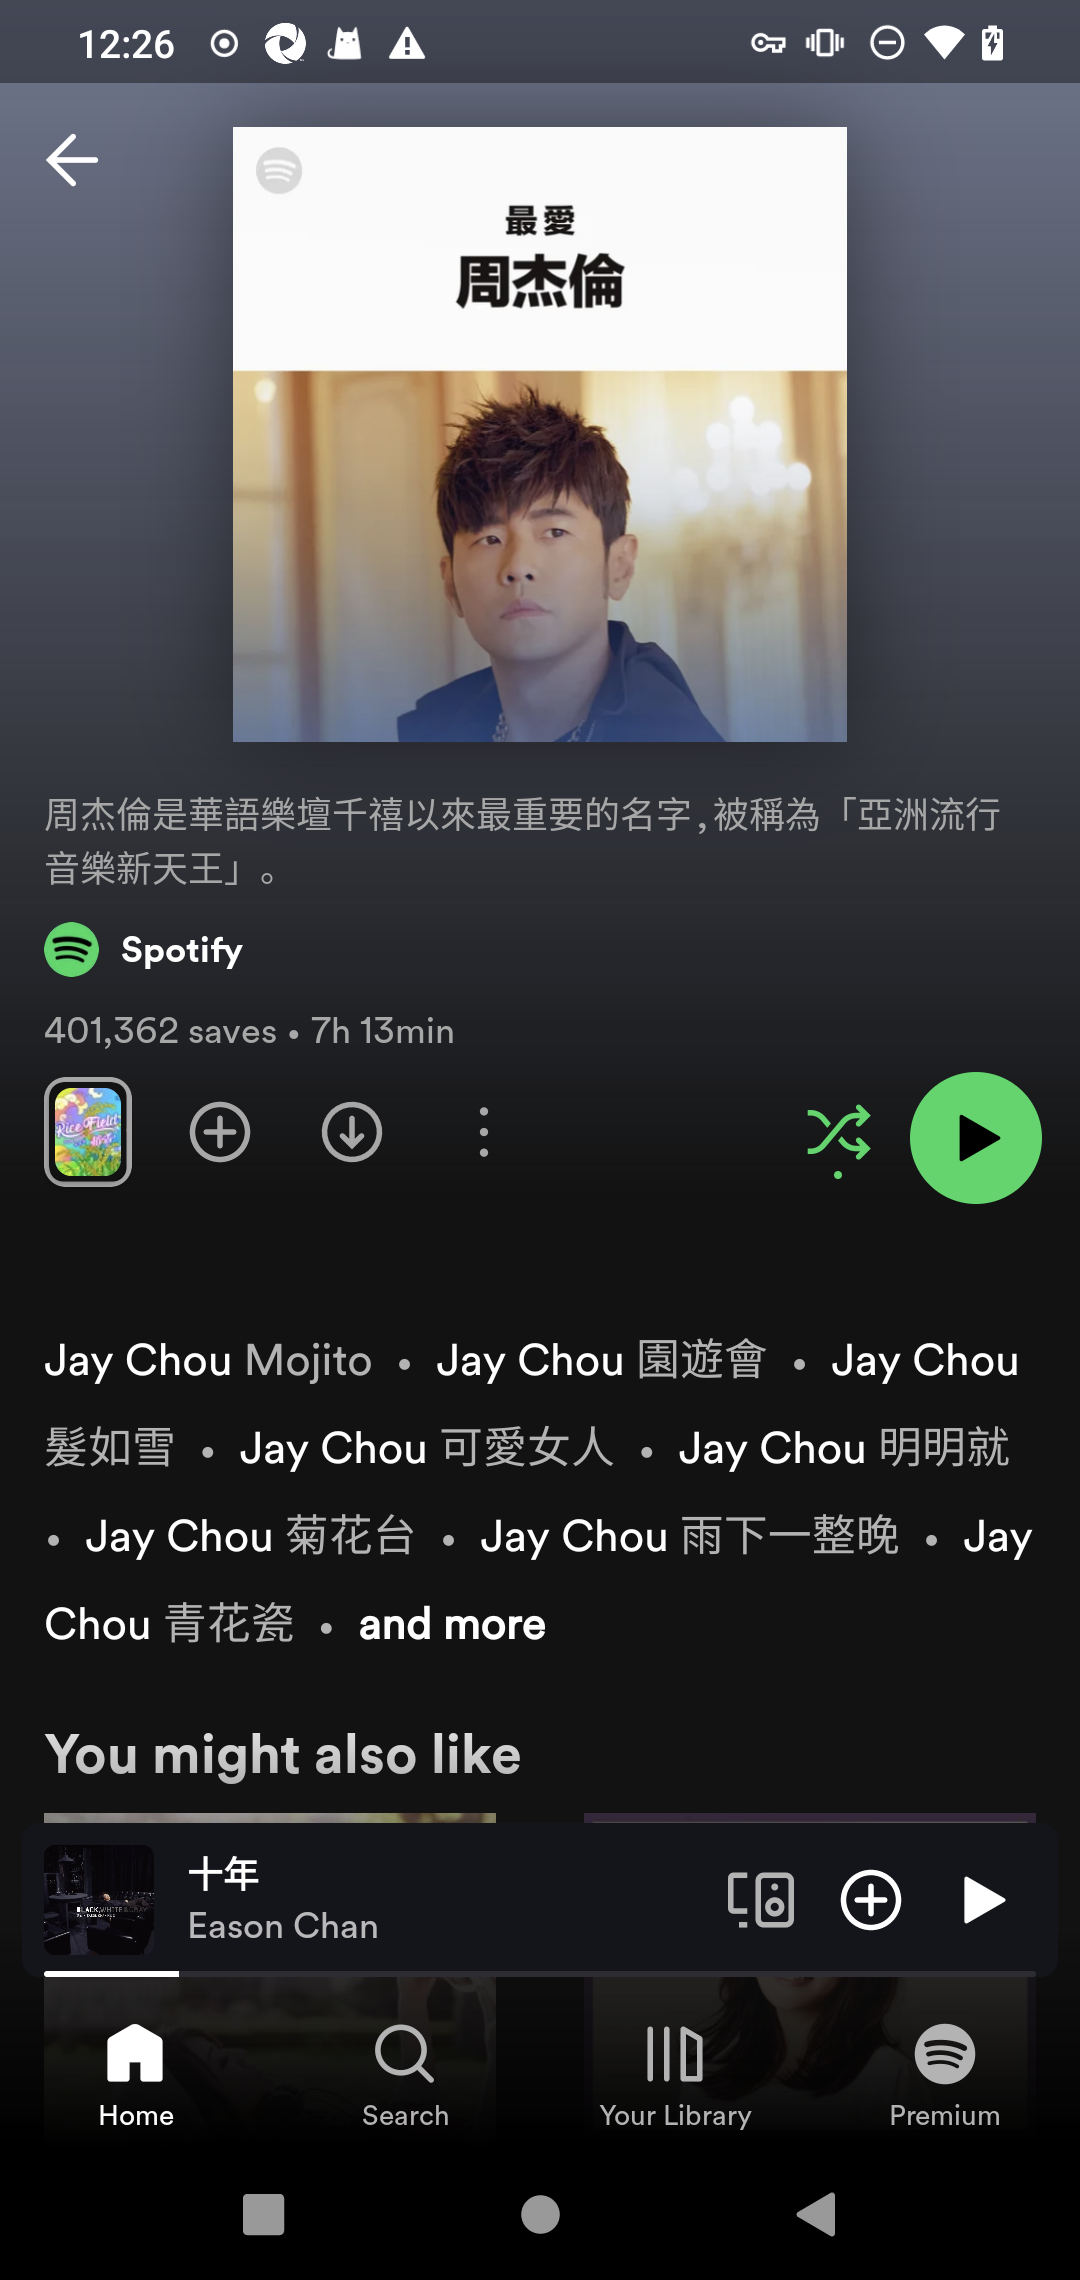 12:26
最愛
周杰倫
周杰倫是華語樂壇千禧以來最重要的名字,被稱為「亞洲流行
音樂新天王」。
Spotify
401,362 saves • 7h 13min
Rice Field
Jay Chou Mojito • Jay Chou 園遊會 • Jay Chou
髮如雪 • Jay Chou 可愛女人 • Jay Chou 明明就
• Jay Chou 菊花台 • Jay Chou 雨下一整晚 • Jay
Chou 青花瓷 • and more
You might also like
BLACK, WHITE & GRAY
十年
Eason Chan
Home
Search
Your Library
Premium